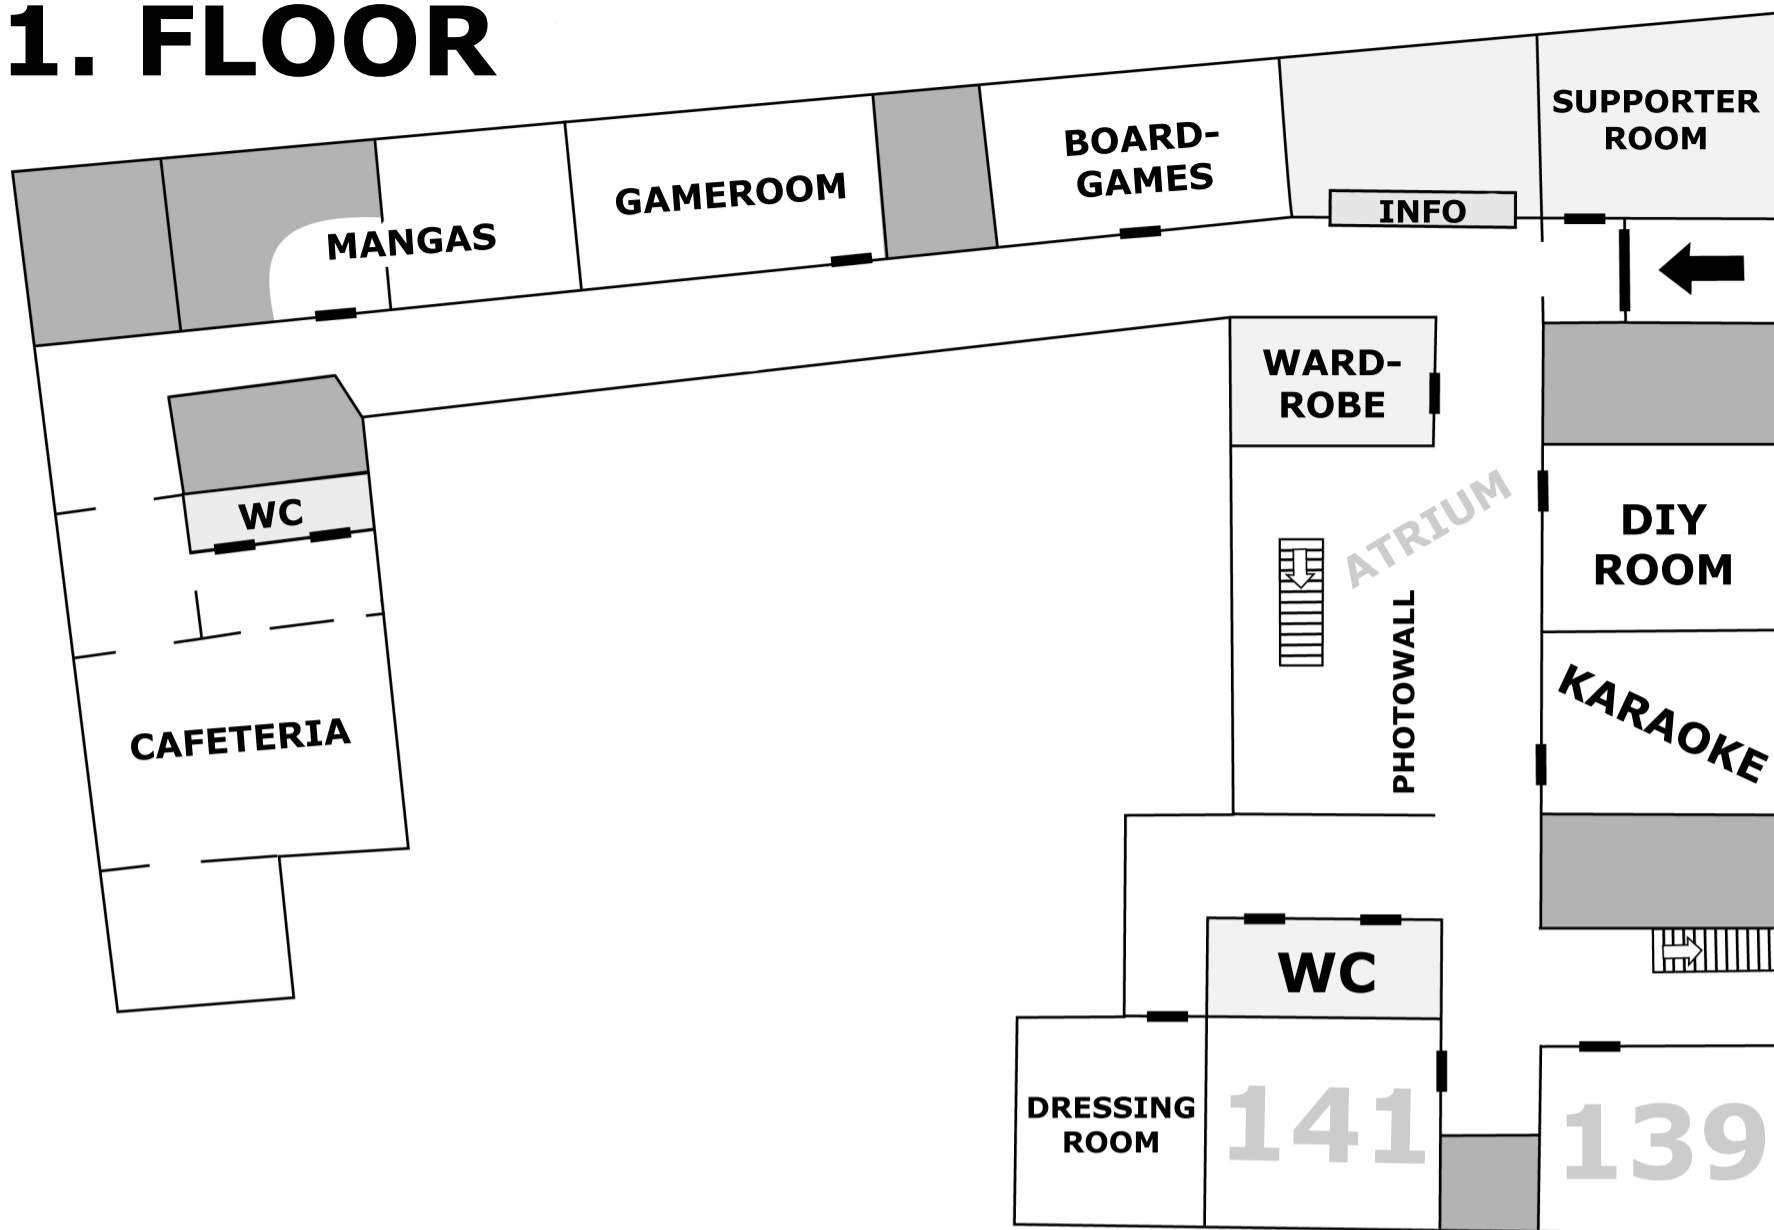 1. FLOOR
SUPPORTER
ROOM
BOARD-
GAMES
GAMEROOM
MANGAS
INFO
WARD-
ROBE
WC
ATRIUM
DIY
ROOM
PHOTOWALL
KARAOKE
CAFETERIA
WC
DRESSING
ROOM
141
139